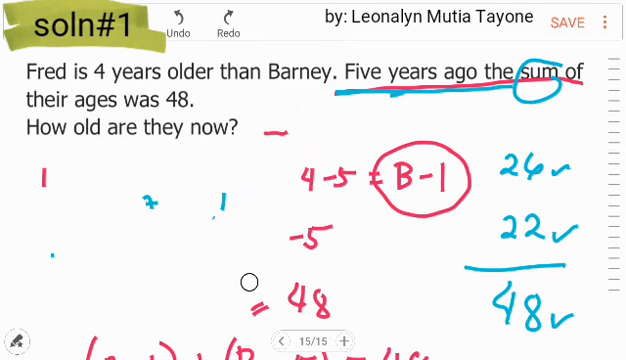 soln#1
Undo
Redo
by: Leonalyn Mutia Tayone
SAVE
Fred is 4 years older than Barney. Five years ago the sum of
their ages was 48.
How old are they now?
4 - 5 = B - 1
26
-5
22
= 48
48
15/15